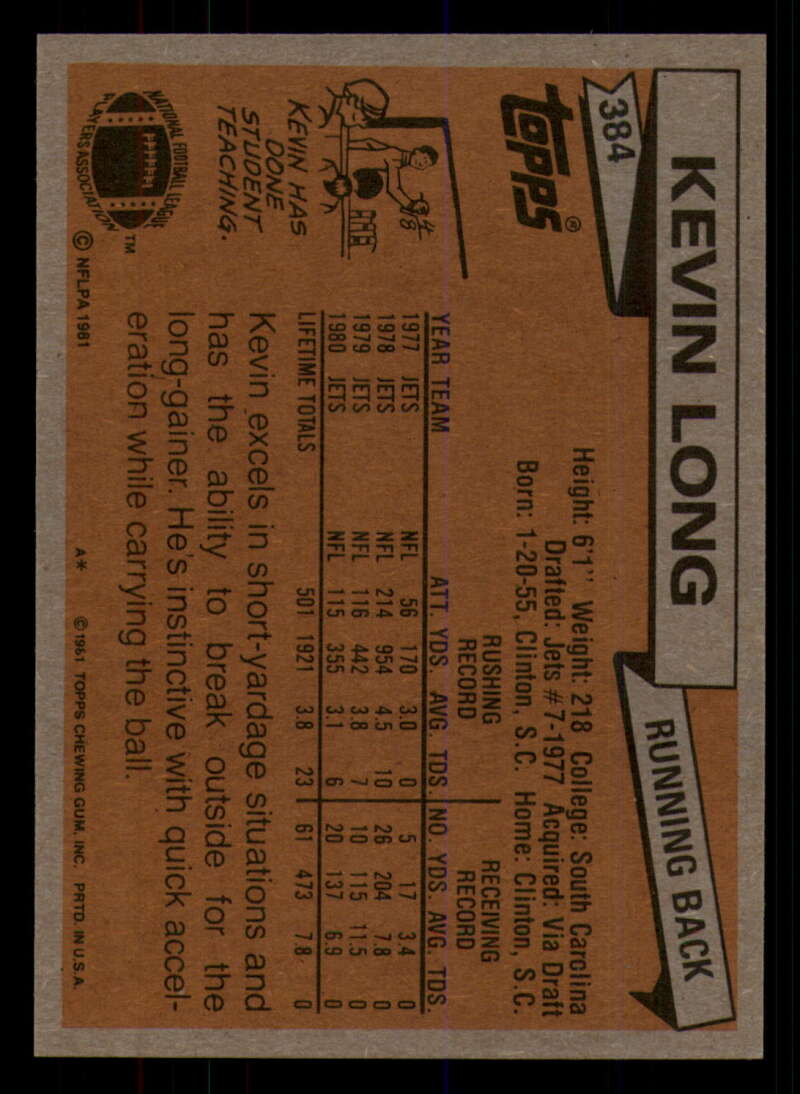 384
KEVIN LONG
RUNNING BACK
TOPPS®
Height: 6'1" Weight: 218 College: South Carolina
Drafted: Jets #7-1977 Acquired: Via Draft
Born: 1-20-55, Clinton, S.C. Home: Clinton, S.C.
RUSHING RECORD RECEIVING RECORD
YEAR TEAM ATT. YDS. AVG. TDS. NO. YDS. AVG. TDS.
1977 JETS NFL 56 170 3.0 0 5 17 3.4 0
1978 JETS NFL 214 954 4.5 10 26 204 7.8 0
1979 JETS NFL 116 442 3.8 7 10 115 11.5 0
1980 JETS NFL 115 355 3.1 6 20 137 6.9 0
LIFETIME TOTALS 501 1921 3.8 23 61 473 7.8 0
KEVIN HAS
DONE
STUDENT
TEACHING.
Kevin excels in short-yardage situations and
has the ability to break outside for the
long-gainer. He's instinctive with quick accel-
eration while carrying the ball.
NATIONAL FOOTBALL LEAGUE
PLAYERS ASSOCIATION
TM
© NFLPA 1981
A* ©1981 TOPPS CHEWING GUM, INC. PRTD. IN U.S.A.